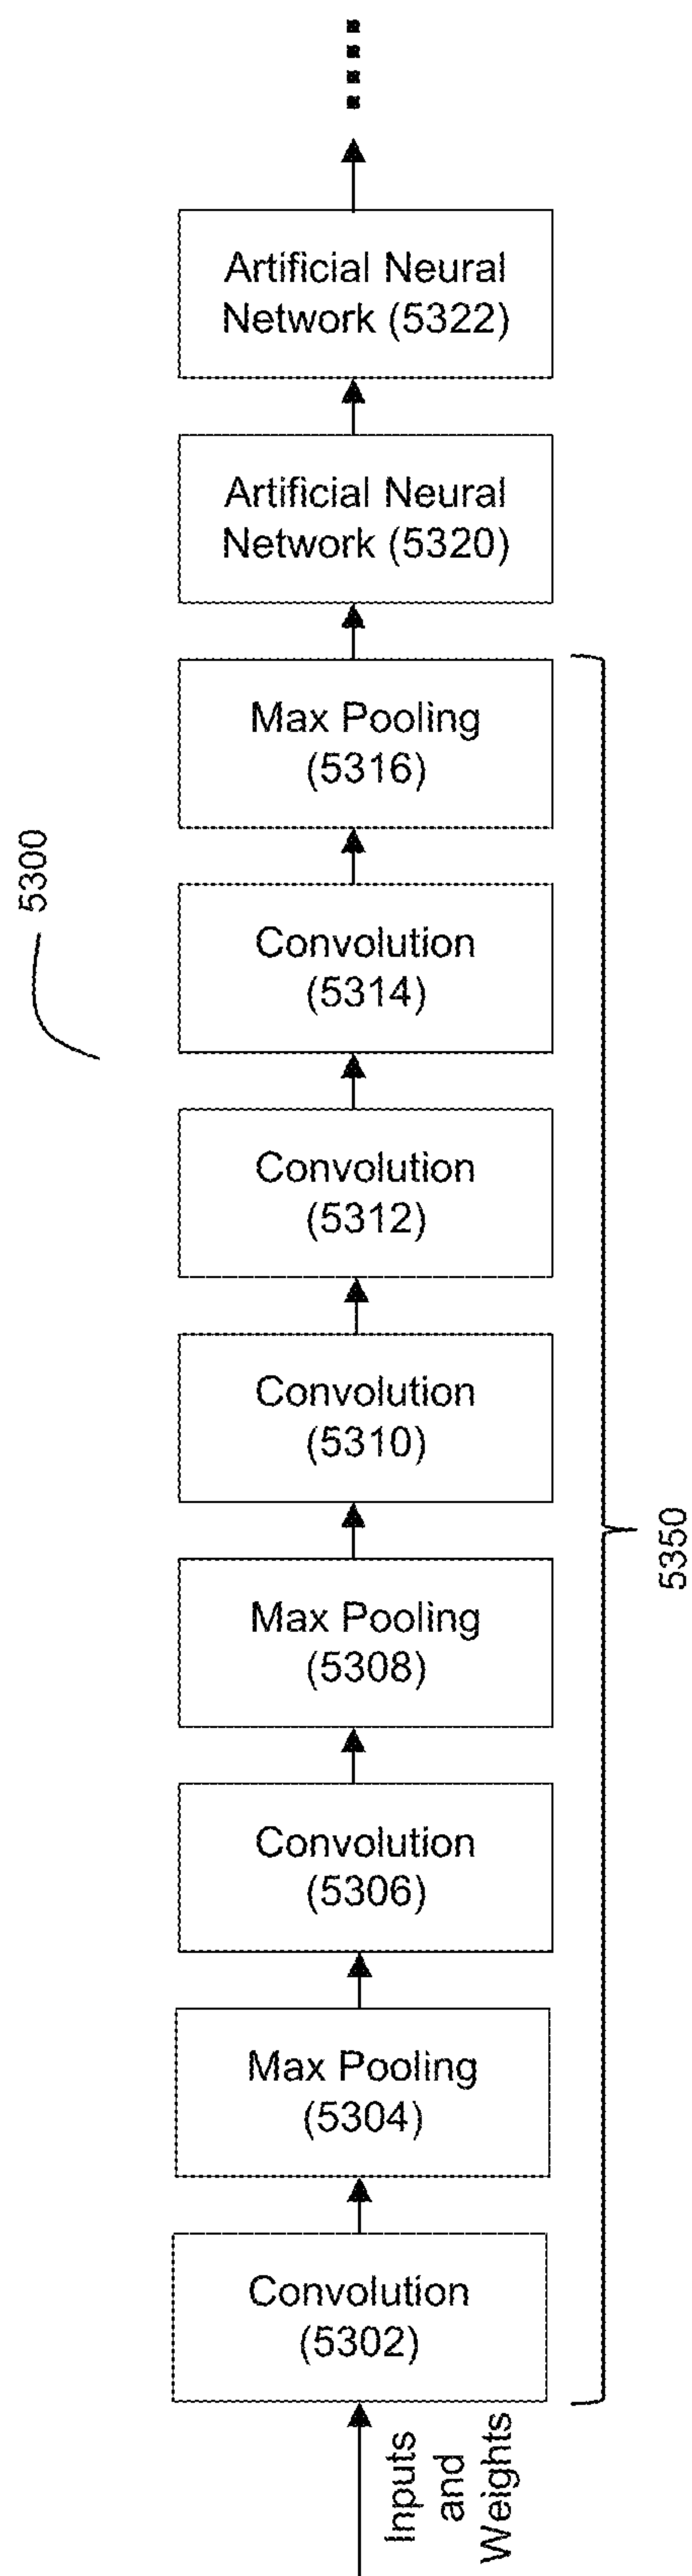 Artificial Neural
Network (5322)
Artificial Neural
Network (5320)
Max Pooling
(5316)
5300
Convolution
(5314)
Convolution
(5312)
Convolution
(5310)
5350
Max Pooling
(5308)
Convolution
(5306)
Max Pooling
(5304)
Convolution
(5302)
Inputs
and
Weights